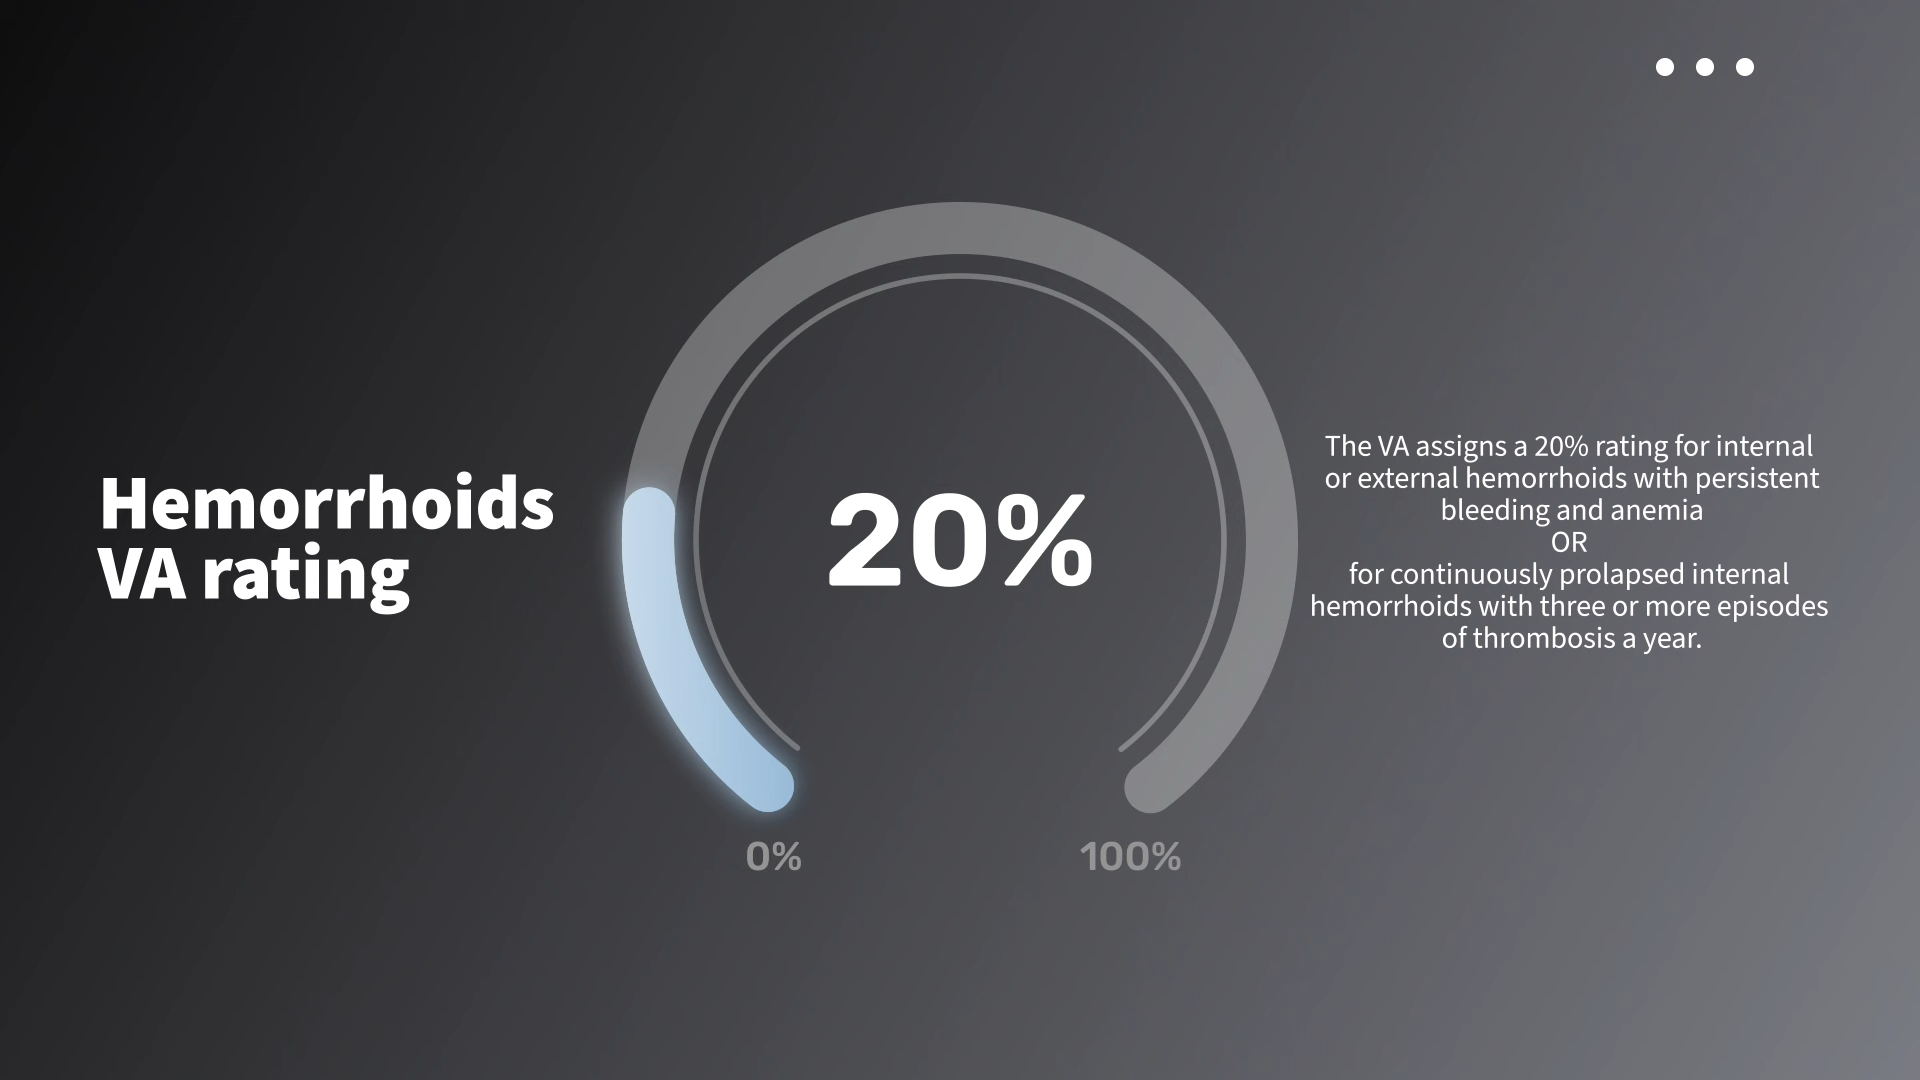 Hemorrhoids
VA rating
20%
0%
100%
The VA assigns a 20% rating for internal
or external hemorrhoids with persistent
bleeding and anemia
OR
for continuously prolapsed internal
hemorrhoids with three or more episodes
of thrombosis a year.